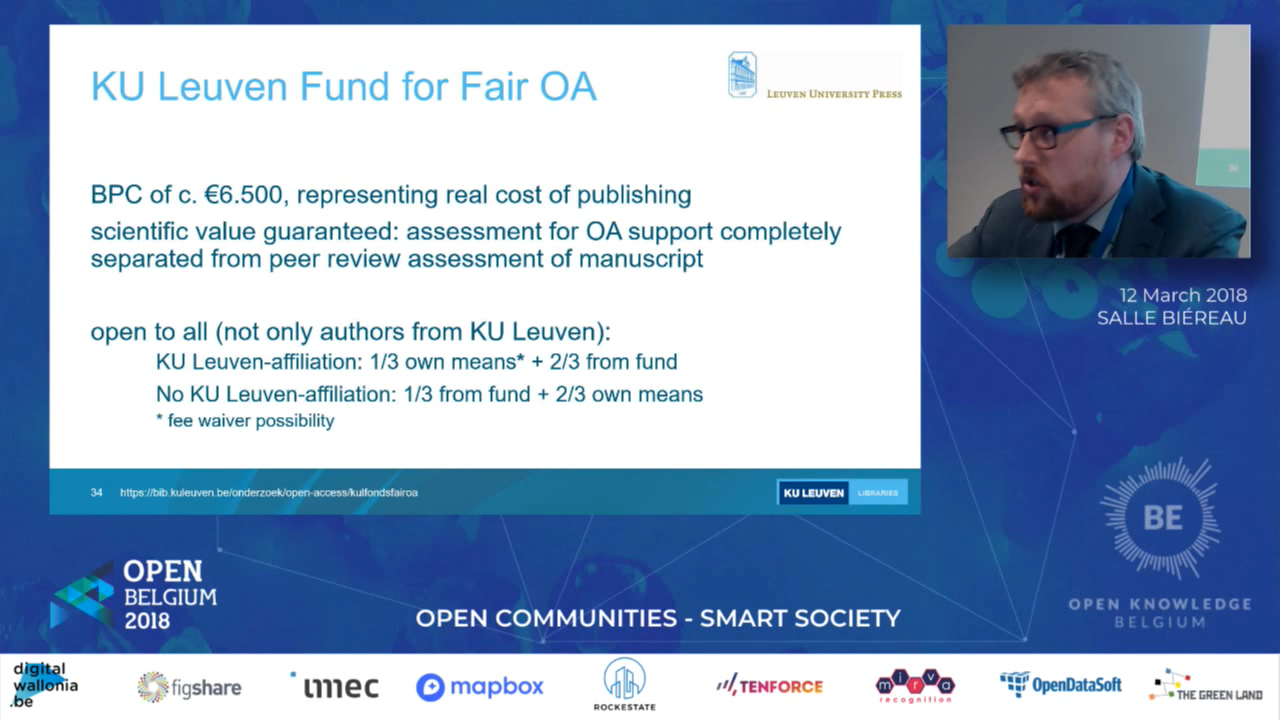 KU Leuven Fund for Fair OA
LEUVEN UNIVERSITY PRESS
BPC of c. €6.500, representing real cost of publishing
scientific value guaranteed: assessment for OA support completely
separated from peer review assessment of manuscript
open to all (not only authors from KU Leuven):
KU Leuven-affiliation: 1/3 own means* + 2/3 from fund
No KU Leuven-affiliation: 1/3 from fund + 2/3 own means
* fee waiver possibility
34 https://bib.kuleuven.be/onderzoek/open-access/kulfondsfairoa
KU LEUVEN LIBRARIES
12 March 2018
SALLE BIÉREAU
BE
OPEN KNOWLEDGE
BELGIUM
OPEN
BELGIUM
2018
OPEN COMMUNITIES - SMART SOCIETY
digital
wallonia
.be
figshare
imec
mapbox
ROCKESTATE
TENFORCE
mirva
recognition
OpenDataSoft
THE GREEN LAND